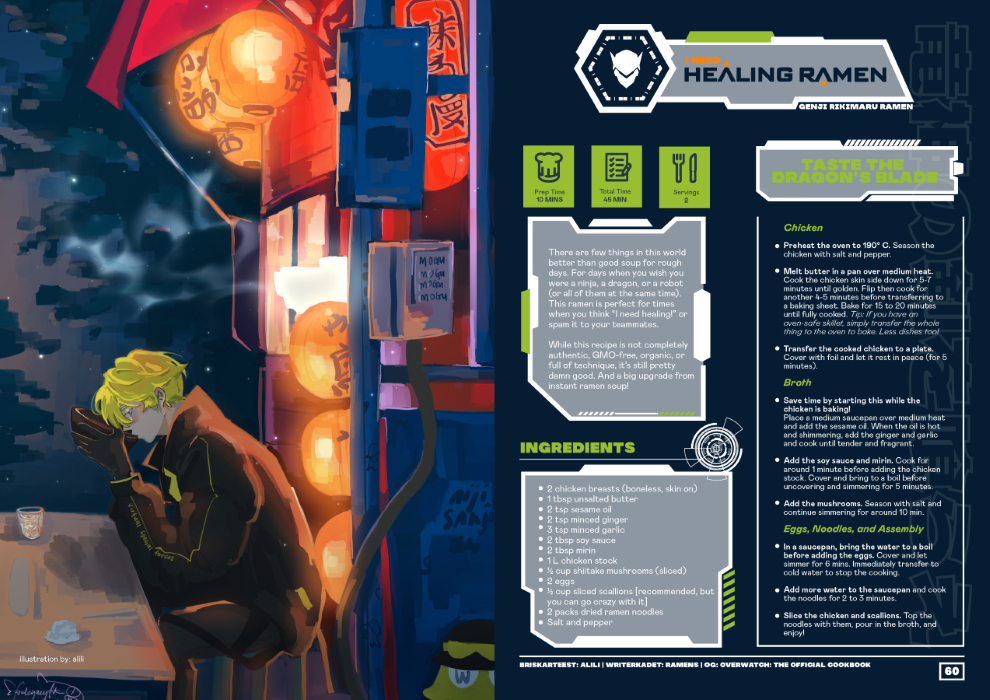 味
優
illustration by: alili
I NEED
HEALING RAMEN
GENJI RIKIMARU RAMEN
Prep Time
10 MINS
Total Time
45 MIN
Servings
2
There are few things in this world
better than good soup for rough
days. For days when you wish you
were a ninja, a dragon, or a robot
(or all of them at the same time).
This ramen is perfect for times
when you think "I need healing!" or
spam it to your teammates.
While this recipe is not completely
authentic, GMO-free, organic, or
full of technique, it's still pretty
damn good. And a big upgrade from
instant ramen soup!
INGREDIENTS
2 chicken breasts (boneless, skin on)
1 tbsp unsalted butter
2 tsp sesame oil
2 tsp minced ginger
3 tsp minced garlic
2 tbsp soy sauce
2 tbsp mirin
1 L chicken stock
½ cup shiitake mushrooms (sliced)
2 eggs
½ cup sliced scallions [recommended, but
you can go crazy with it]
2 packs dried ramen noodles
Salt and pepper
TASTE THE
DRAGON'S BLADE
Chicken
Preheat the oven to 190° C. Season the
chicken with salt and pepper.
Melt butter in a pan over medium heat.
Cook the chicken skin side down for 5-7
minutes until golden. Flip then cook for
another 4-5 minutes before transferring to
a baking sheet. Bake for 15 to 20 minutes
until fully cooked. Tip: If you have an
oven-safe skillet, simply transfer the whole
thing to the oven to bake. Less dishes too!
Transfer the cooked chicken to a plate.
Cover with foil and let it rest in peace (for 5
minutes).
Broth
Save time by starting this while the
chicken is baking!
Place a medium saucepan over medium heat
and add the sesame oil. When the oil is hot
and shimmering, add the ginger and garlic
and cook until tender and fragrant.
Add the soy sauce and mirin. Cook for
around 1 minute before adding the chicken
stock. Cover and bring to a boil before
uncovering and simmering for 5 minutes.
Add the mushrooms. Season with salt and
continue simmering for around 10 min.
Eggs, Noodles, and Assembly
In a saucepan, bring the water to a boil
before adding the eggs. Cover and let
simmer for 6 mins. Immediately transfer to
cold water to stop the cooking.
Add more water to the saucepan and cook
the noodles for 2 to 3 minutes.
Slice the chicken and scallions. Top the
noodles with them, pour in the broth, and
enjoy!
BRISKARTEEST: ALILI | WRITERKADET: RAMENS | OG: OVERWATCH: THE OFFICIAL COOKBOOK
60